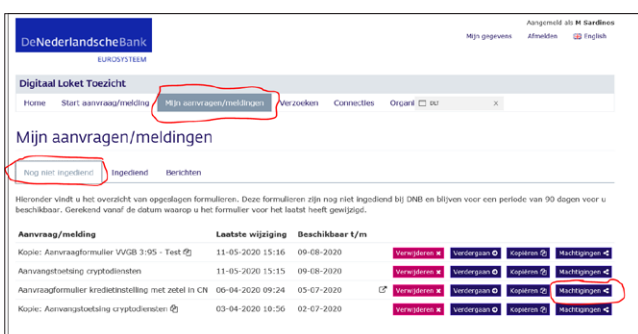 Aangemeld als M Sardinos
Mijn gegevens Afmelden English
DeNederlandscheBank
EUROSYSTEEM
Digitaal Loket Toezicht
Home Start aanvraag/melding Mijn aanvragen/meldingen Verzoeken Connecties Organi
Mijn aanvragen/meldingen
Nog niet ingediend Ingediend Berichten
Hieronder vindt u het overzicht van opgeslagen formulieren. Deze formulieren zijn nog niet ingediend bij DNB en blijven voor een periode van 90 dagen voor u
beschikbaar. Gerekend vanaf de datum waarop u het formulier voor het laatst heeft gewijzigd.
Aanvraag/melding Laatste wijziging Beschikbaar t/m
Kopie: Aanvraagformulier VVGB 3:95 - Test 11-05-2020 15:16 09-08-2020 Verwijderen Verdergaan Kopiëren Machtigingen
Aanvangstoetsing cryptodiensten 11-05-2020 15:15 09-08-2020 Verwijderen Verdergaan Kopiëren Machtigingen
Aanvraagformulier kredietinstelling met zetel in CN 06-04-2020 09:24 05-07-2020 Verwijderen Verdergaan Kopiëren Machtigingen
Kopie: Aanvangstoetsing cryptodiensten 03-04-2020 10:56 02-07-2020 Verwijderen Verdergaan Kopiëren Machtigingen